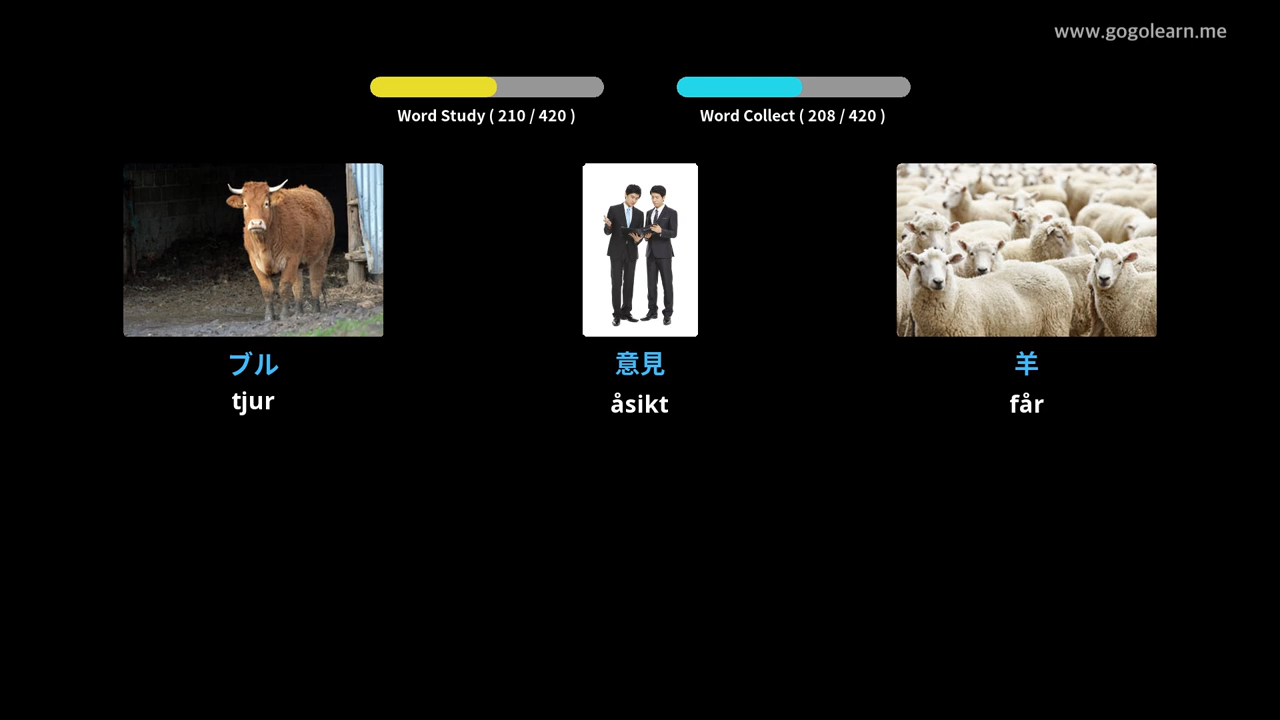 www.gogolearn.me
Word Study ( 210 / 420 )
Word Collect ( 208 / 420 )
ブル
意見
羊
tjur
åsikt
får